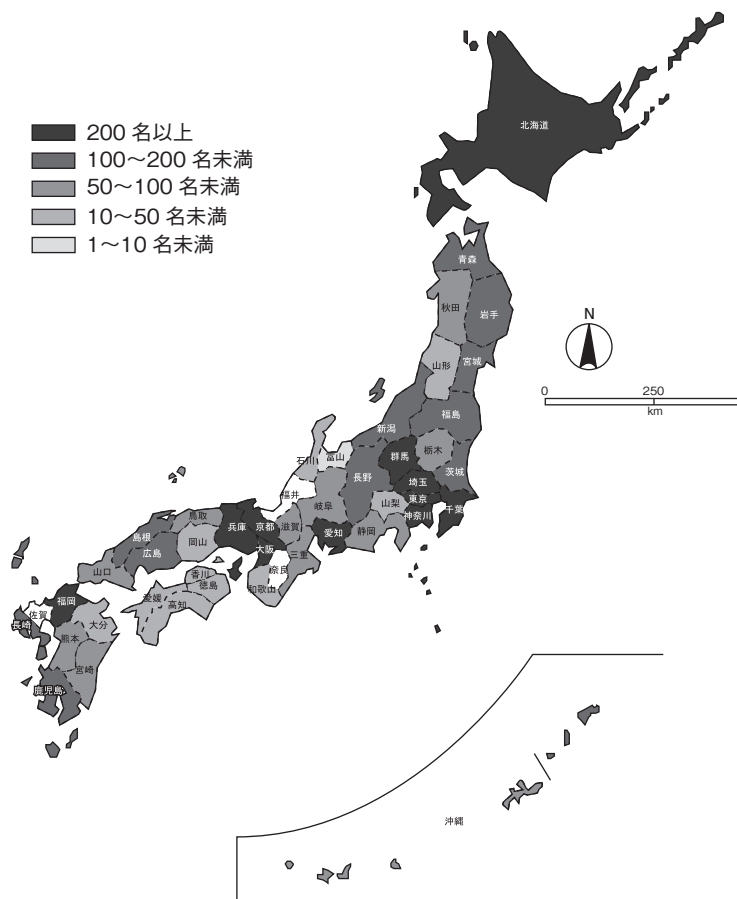 200 名以上
100～200 名未満
50～100 名未満
10～50 名未満
1～10 名未満
北海道
青森
秋田
岩手
山形
宮城
福島
新潟
群馬
栃木
茨城
埼玉
東京
千葉
神奈川
長野
山梨
静岡
石川
富山
福井
岐阜
愛知
滋賀
三重
京都
兵庫
大阪
奈良
和歌山
鳥取
島根
岡山
広島
山口
香川
徳島
愛媛
高知
福岡
佐賀
長崎
大分
熊本
宮崎
鹿児島
沖縄
N
0 250
km